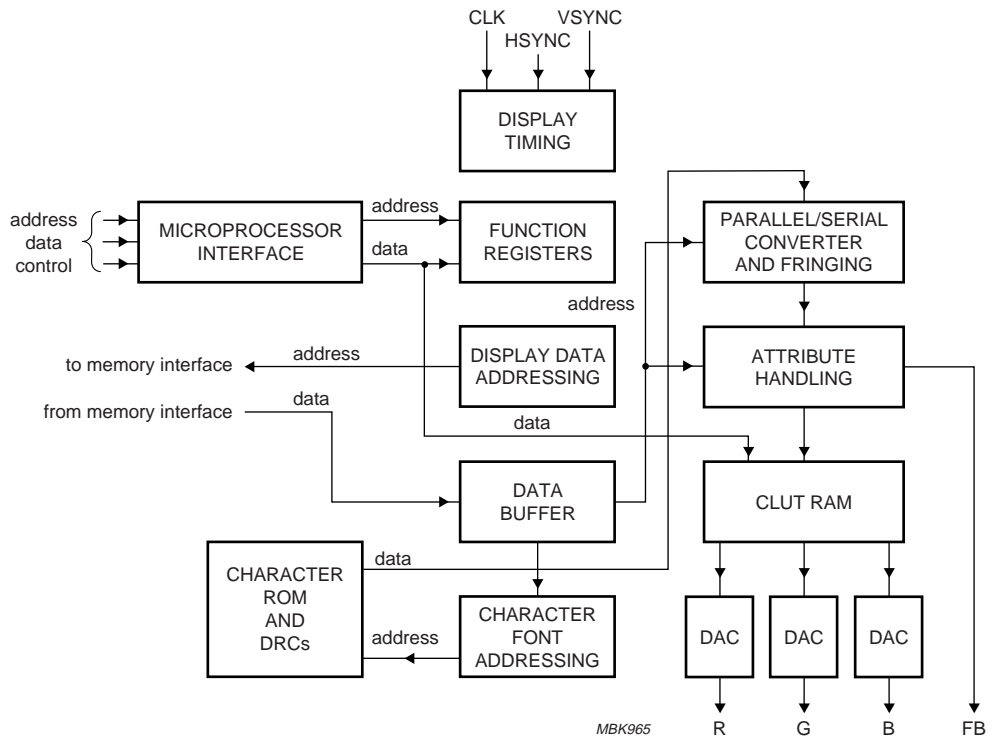 CLK
VSYNC
HSYNC
DISPLAY
TIMING
address
data
control
MICROPROCESSOR
INTERFACE
address
data
FUNCTION
REGISTERS
PARALLEL/SERIAL
CONVERTER
AND FRINGING
address
to memory interface
address
DISPLAY DATA
ADDRESSING
ATTRIBUTE
HANDLING
from memory interface
data
data
DATA
BUFFER
CLUT RAM
CHARACTER
ROM
AND
DRCs
data
address
CHARACTER
FONT
ADDRESSING
DAC
DAC
DAC
MBK965
R
G
B
FB